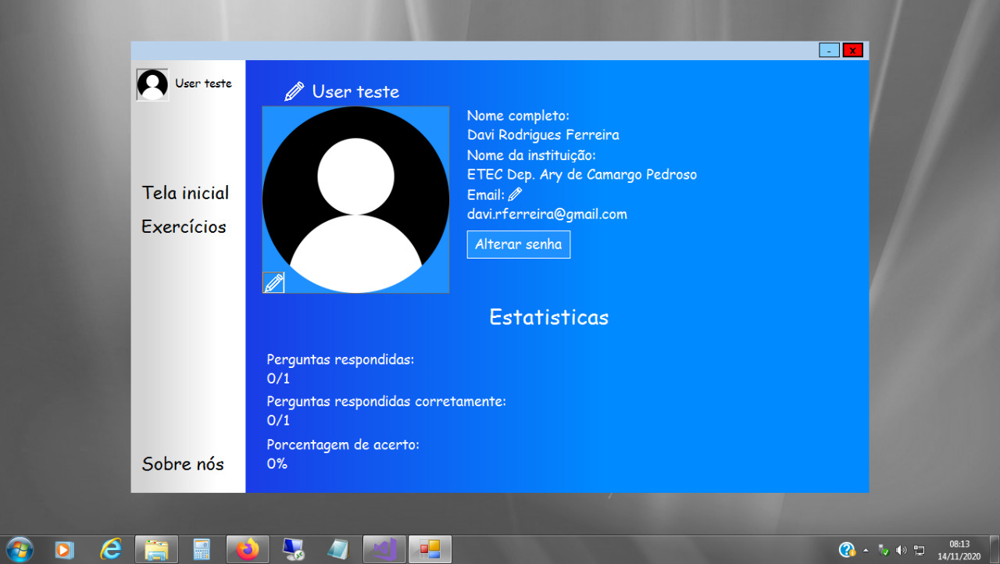 -
x
User teste
User teste
Nome completo:
Davi Rodrigues Ferreira
Nome da instituição:
ETEC Dep. Ary de Camargo Pedroso
Email:
davi.rferreira@gmail.com
Alterar senha
Tela inicial
Exercícios
Estatisticas
Perguntas respondidas:
0/1
Perguntas respondidas corretamente:
0/1
Porcentagem de acerto:
0%
Sobre nós
08:13
14/11/2020